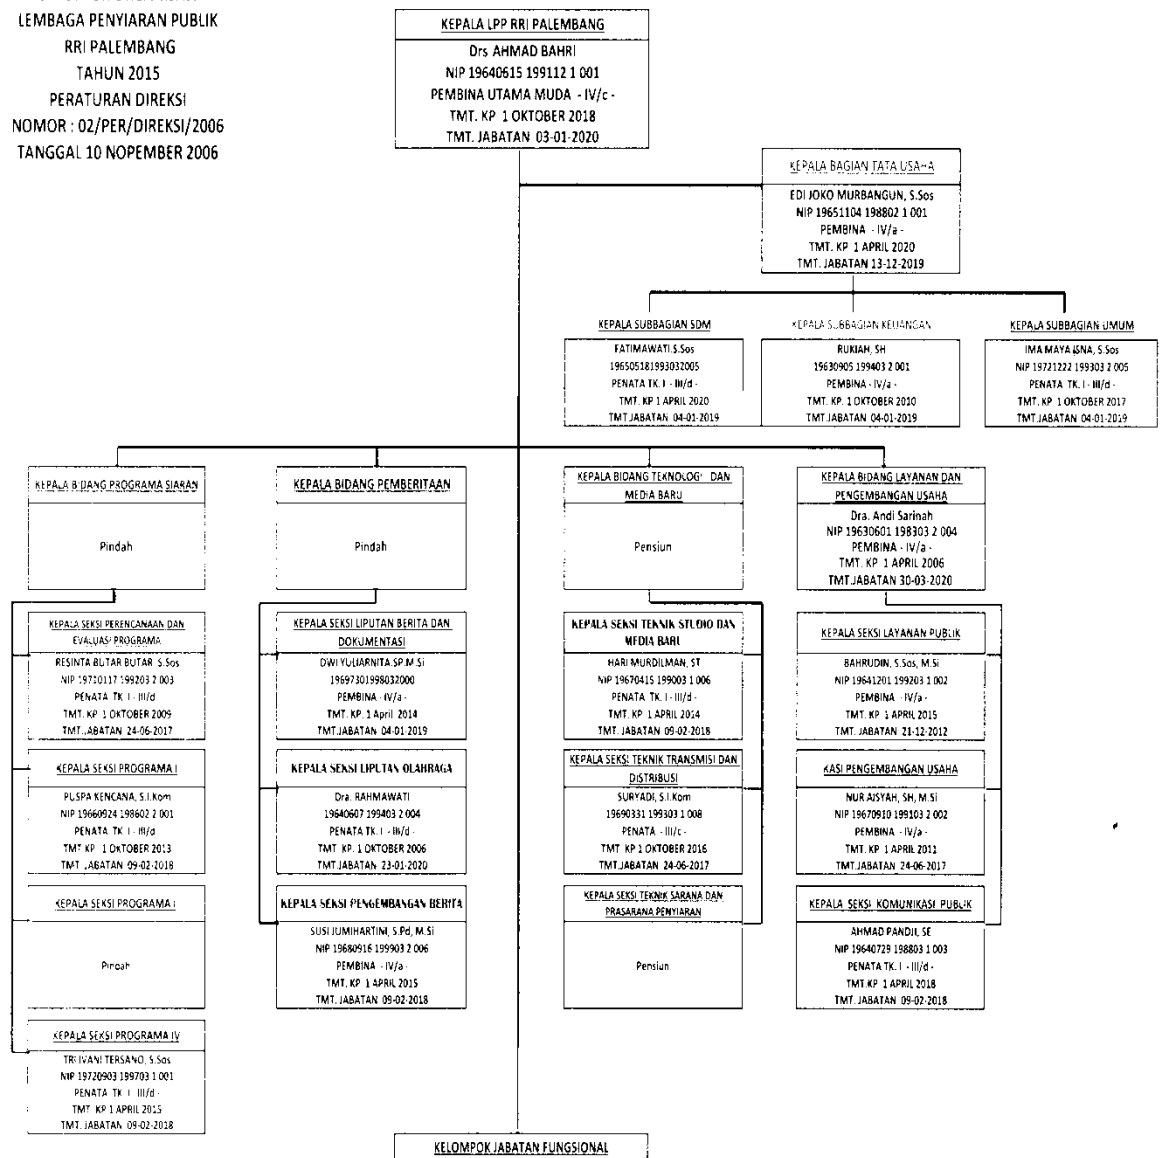 LEMBAGA PENYIARAN PUBLIK
RRI PALEMBANG
TAHUN 2015
PERATURAN DIREKSI
NOMOR : 02/PER/DIREKSI/2006
TANGGAL 10 NOPEMBER 2006
KEPALA LPP RRI PALEMBANG
Drs AHMAD BAHRI
NIP 19640615 199112 1 001
PEMBINA UTAMA MUDA - IV/c -
TMT. KP 1 OKTOBER 2018
TMT. JABATAN 03-01-2020
KEPALA BAGIAN TATA USAHA
EDI JOKO MURBANGUN, S.Sos
NIP 19651104 198802 1 001
PEMBINA - IV/a -
TMT. KP 1 APRIL 2020
TMT. JABATAN 13-12-2019
KEPALA SUBBAGIAN SDM
FATIMAWATI.S.Sos
196505181993032005
PENATA TK. I - III/d -
TMT. KP 1 APRIL 2020
TMT.JABATAN 04-01-2019
KEPALA SUBBAGIAN KEUANGAN
RUKIAH, SH
19630905 199403 2 001
PEMBINA - IV/a -
TMT. KP. 1 OKTOBER 2010
TMT.JABATAN 04-01-2019
KEPALA SUBBAGIAN UMUM
IMA MAYA ISNA, S.Sos
NIP 19721222 199303 2 005
PENATA TK. I - III/d -
TMT. KP 1 OKTOBER 2017
TMT.JABATAN 04-01-2019
KEPALA BIDANG PROGRAMA SIARAN
Pindah
KEPALA BIDANG PEMBERITAAN
Pindah
KEPALA BIDANG TEKNOLOGI DAN
MEDIA BARU
Pensiun
KEPALA BIDANG LAYANAN DAN
PENGEMBANGAN USAHA
Dra. Andi Sarinah
NIP 19630601 198303 2 004
PEMBINA - IV/a -
TMT. KP 1 APRIL 2006
TMT.JABATAN 30-03-2020
KEPALA SEKSI PERENCANAAN DAN
EVALUASI PROGRAMA
RESINTA BUTAR BUTAR S.Sos
NIP 19710117 199203 2 003
PENATA TK. I - III/d
TMT. KP 1 OKTOBER 2009
TMT.JABATAN 24-06-2017
KEPALA SEKSI LIPUTAN BERITA DAN
DOKUMENTASI
DWI YULIARNITA.SP.M.Si
19697301998032000
PEMBINA - IV/a -
TMT. KP. 1 April 2014
TMT.JABATAN 04-01-2019
KEPALA SEKSI TEKNIK STUDIO DAN
MEDIA BARU
HARI MURDILMAN, ST
NIP 19670415 199003 1 006
PENATA TK. I - III/d -
TMT. KP 1 APRIL 2014
TMT. JABATAN 09-02-2018
KEPALA SEKSI LAYANAN PUBLIK
BAHRUDIN, S.Sos, M.Si
NIP 19641201 199203 1 002
PEMBINA - IV/a -
TMT. KP 1 APRIL 2015
TMT. JABATAN 21-12-2012
KEPALA SEKSI PROGRAMA I
PUSPA KENCANA, S.I.Kom
NIP 19660924 198602 2 001
PENATA TK I - III/d
TMT KP 1 OKTOBER 2013
TMT JABATAN 09-02-2018
KEPALA SEKSI LIPUTAN OLAHRAGA
Dra. RAHMAWATI
19640607 199403 2 004
PENATA TK. I - III/d -
TMT KP 1 OKTOBER 2006
TMT JABATAN 23-01-2020
KEPALA SEKSI TEKNIK TRANSMISI DAN
DISTRIBUSI
SURYADI, S.I.Kom
19690331 199303 1 008
PENATA - III/c -
TMT KP 1 OKTOBER 2016
TMT. JABATAN 24-06-2017
KASI PENGEMBANGAN USAHA
NUR AISYAH, SH, M.Si
NIP 19670910 199103 2 002
PEMBINA - IV/a -
TMT. KP 1 APRIL 2011
TMT. JABATAN 24-06-2017
KEPALA SEKSI PROGRAMA I
Pindah
KEPALA SEKSI PENGEMBANGAN BERITA
SUSI JUMIHARTINI, S.Pd, M.Si
NIP 19680916 199903 2 006
PEMBINA - IV/a -
TMT. KP 1 APRIL 2015
TMT. JABATAN 09-02-2018
KEPALA SEKSI TEKNIK SARANA DAN
PRASARANA PENYIARAN
Pensiun
KEPALA SEKSI KOMUNIKASI PUBLIK
AHMAD PANDJI, SE
NIP 19640729 198803 1 003
PENATA TK. I - III/d -
TMT. KP 1 APRIL 2018
TMT. JABATAN 09-02-2018
KEPALA SEKSI PROGRAMA IV
TRI IVANI TERSANO, S.Sos
NIP 19720903 199703 1 001
PENATA TK I - III/d -
TMT KP 1 APRIL 2015
TMT. JABATAN 09-02-2018
KELOMPOK JABATAN FUNGSIONAL